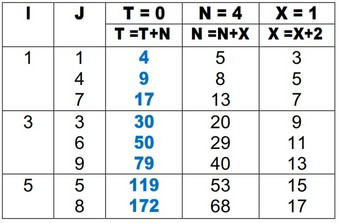 I J T = 0 N = 4 X = 1
T =T+N N =N+X X =X+2
1 1 4 5 3
4 9 8 5
7 17 13 7
3 3 30 20 9
6 50 29 11
9 79 40 13
5 5 119 53 15
8 172 68 17